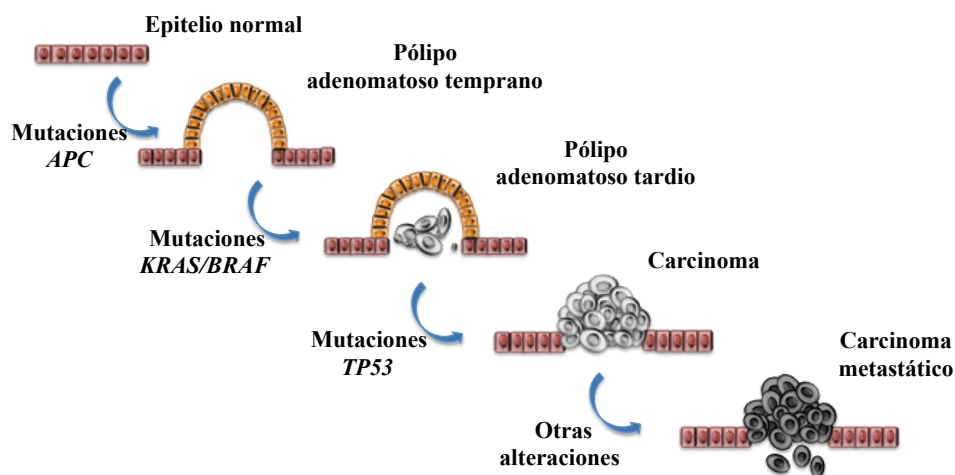 Epitelio normal
Pólipo
adenomatoso temprano
Mutaciones
APC
Pólipo
adenomatoso tardio
Mutaciones
KRAS/BRAF
Carcinoma
Mutaciones
TP53
Carcinoma
metastático
Otras
alteraciones